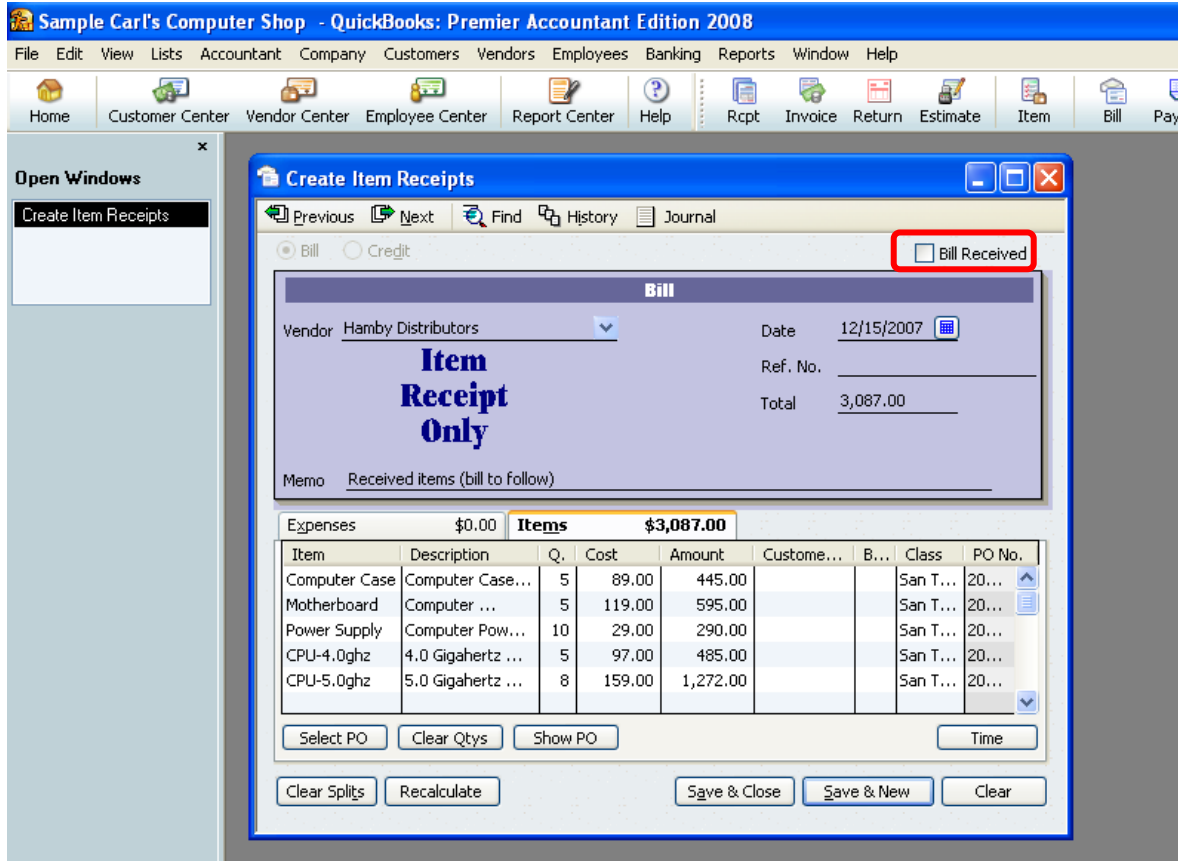 Sample Carl's Computer Shop - QuickBooks: Premier Accountant Edition 2008
File Edit View Lists Accountant Company Customers Vendors Employees Banking Reports Window Help
Home Customer Center Vendor Center Employee Center Report Center Help Rcpt Invoice Return Estimate Item Bill Pay
Open Windows
Create Item Receipts
Create Item Receipts
Previous Next Find History Journal
Bill Credit Bill Received
Bill
Vendor Hamby Distributors Date 12/15/2007
Item
Receipt
Only
Ref. No.
Total 3,087.00
Memo Received items (bill to follow)
Expenses $0.00 Items $3,087.00
Item Description Q. Cost Amount Custome... B... Class PO No.
Computer Case Computer Case... 5 89.00 445.00 San T... 20...
Motherboard Computer ... 5 119.00 595.00 San T... 20...
Power Supply Computer Pow... 10 29.00 290.00 San T... 20...
CPU-4.0ghz 4.0 Gigahertz ... 5 97.00 485.00 San T... 20...
CPU-5.0ghz 5.0 Gigahertz ... 8 159.00 1,272.00 San T... 20...
Select PO Clear Qtys Show PO Time
Clear Splits Recalculate Save & Close Save & New Clear